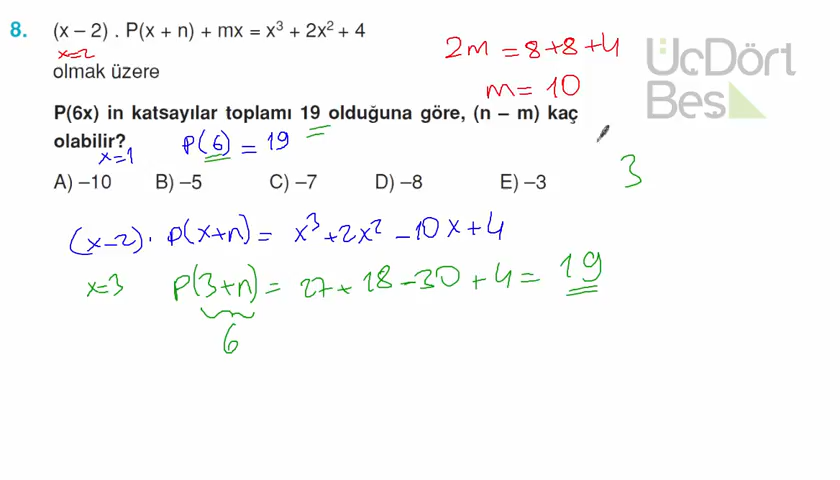 8. (x – 2) . P(x + n) + mx = x³ + 2x² + 4
x=2
2m = 8+8+4
olmak üzere
m = 10
ÜçDört
Beş
P(6x) in katsayılar toplamı 19 olduğuna göre, (n – m) kaç
olabilir?
x=1 P(6) = 19
A) –10 B) –5 C) –7 D) –8 E) –3
3
(x–2) . P(x+n) = x³ + 2x² – 10x + 4
x=3 P(3+n) = 27 + 18 – 30 + 4 = 19
6